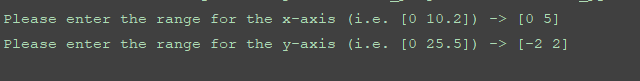 Please enter the range for the x-axis (i.e. [0 10.2]) -> [0 5]
Please enter the range for the y-axis (i.e. [0 25.5]) -> [-2 2]